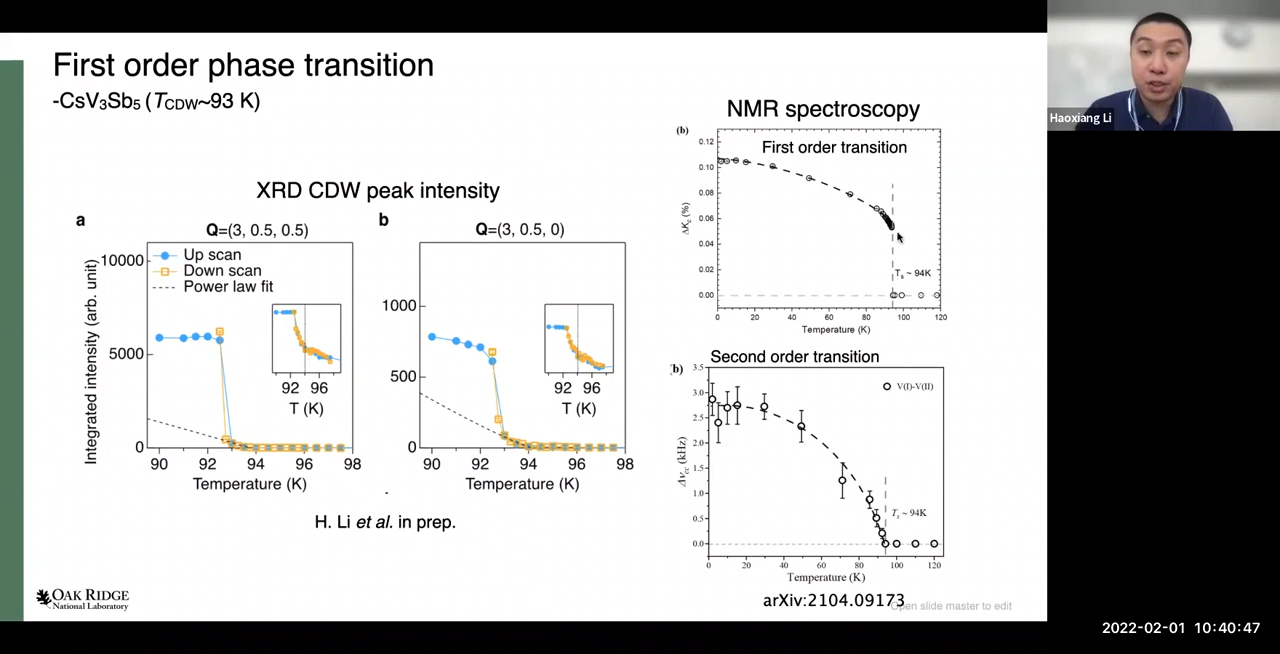 First order phase transition
-CsV3Sb5 (TCDW~93 K)
XRD CDW peak intensity
a
Q=(3, 0.5, 0.5)
Up scan
Down scan
Power law fit
Integrated intensity (arb. unit)
10000
5000
0
92 96
T (K)
90 92 94 96 98
Temperature (K)
b
Q=(3, 0.5, 0)
1000
500
0
92 96
T (K)
90 92 94 96 98
Temperature (K)
H. Li et al. in prep.
NMR spectroscopy
(b)
First order transition
ΔKc (%)
0.12
0.10
0.08
0.06
0.04
0.02
0.00
Ts ~ 94K
0 20 40 60 80 100 120
Temperature (K)
Second order transition
b)
V(I)-V(II)
Δνcc (kHz)
3.5
3.0
2.5
2.0
1.5
1.0
0.5
0.0
Ts ~ 94K
0 20 40 60 80 100 120
Temperature (K)
arXiv:2104.09173
Open slide master to edit
OAK RIDGE
National Laboratory
Haoxiang Li
2022-02-01 10:40:47